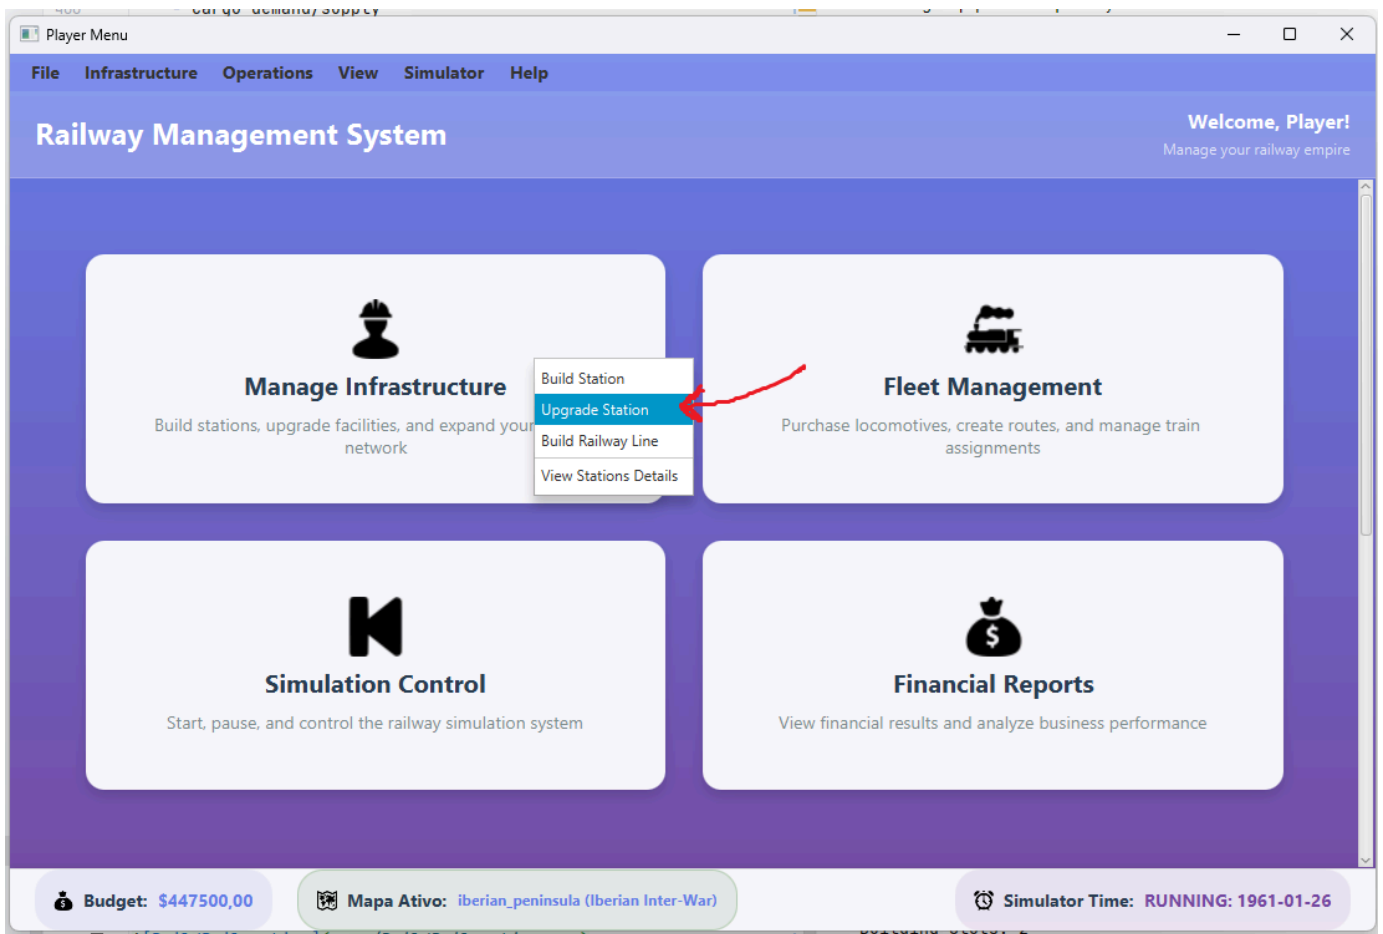 cargo demand/supply
Player Menu
File Infrastructure Operations View Simulator Help
Railway Management System
Welcome, Player!
Manage your railway empire
Manage Infrastructure
Build stations, upgrade facilities, and expand your
network
Build Station
Upgrade Station
Build Railway Line
View Stations Details
Fleet Management
Purchase locomotives, create routes, and manage train
assignments
Simulation Control
Start, pause, and control the railway simulation system
$
Financial Reports
View financial results and analyze business performance
Budget: $447500,00
Mapa Ativo: iberian_peninsula (Iberian Inter-War)
Simulator Time: RUNNING: 1961-01-26